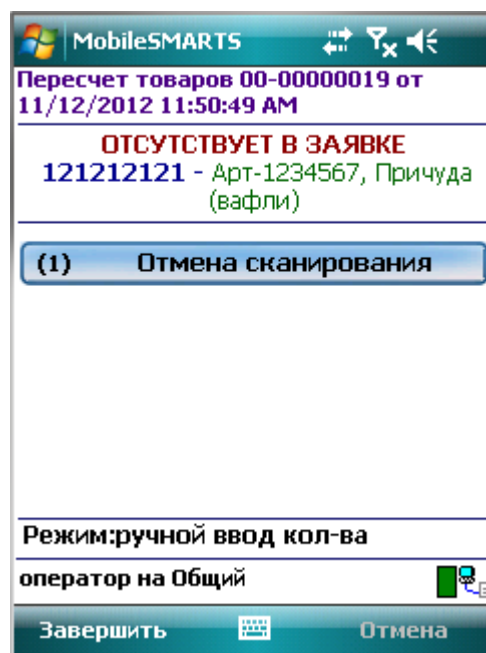 MobileSMARTS
Пересчет товаров 00-00000019 от
11/12/2012 11:50:49 AM
ОТСУТСТВУЕТ В ЗАЯВКЕ
121212121 - Арт-1234567, Причуда
(вафли)
(1) Отмена сканирования
Режим:ручной ввод кол-ва
оператор на Общий
Завершить Отмена